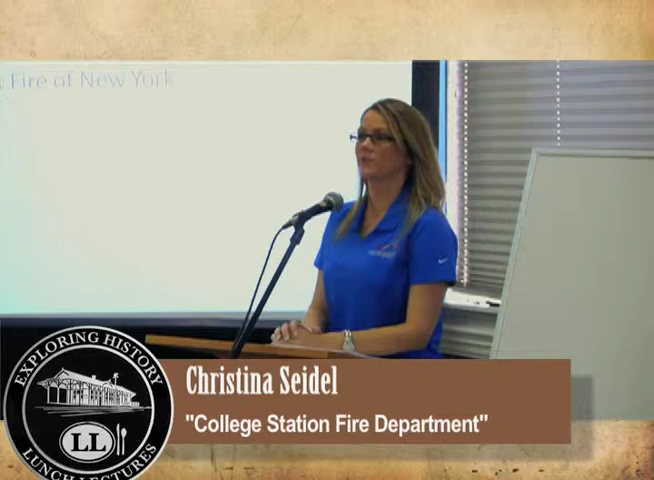 Fire of New York
EXPLORING HISTORY
LL
LUNCH LECTURES
Christina Seidel
"College Station Fire Department"